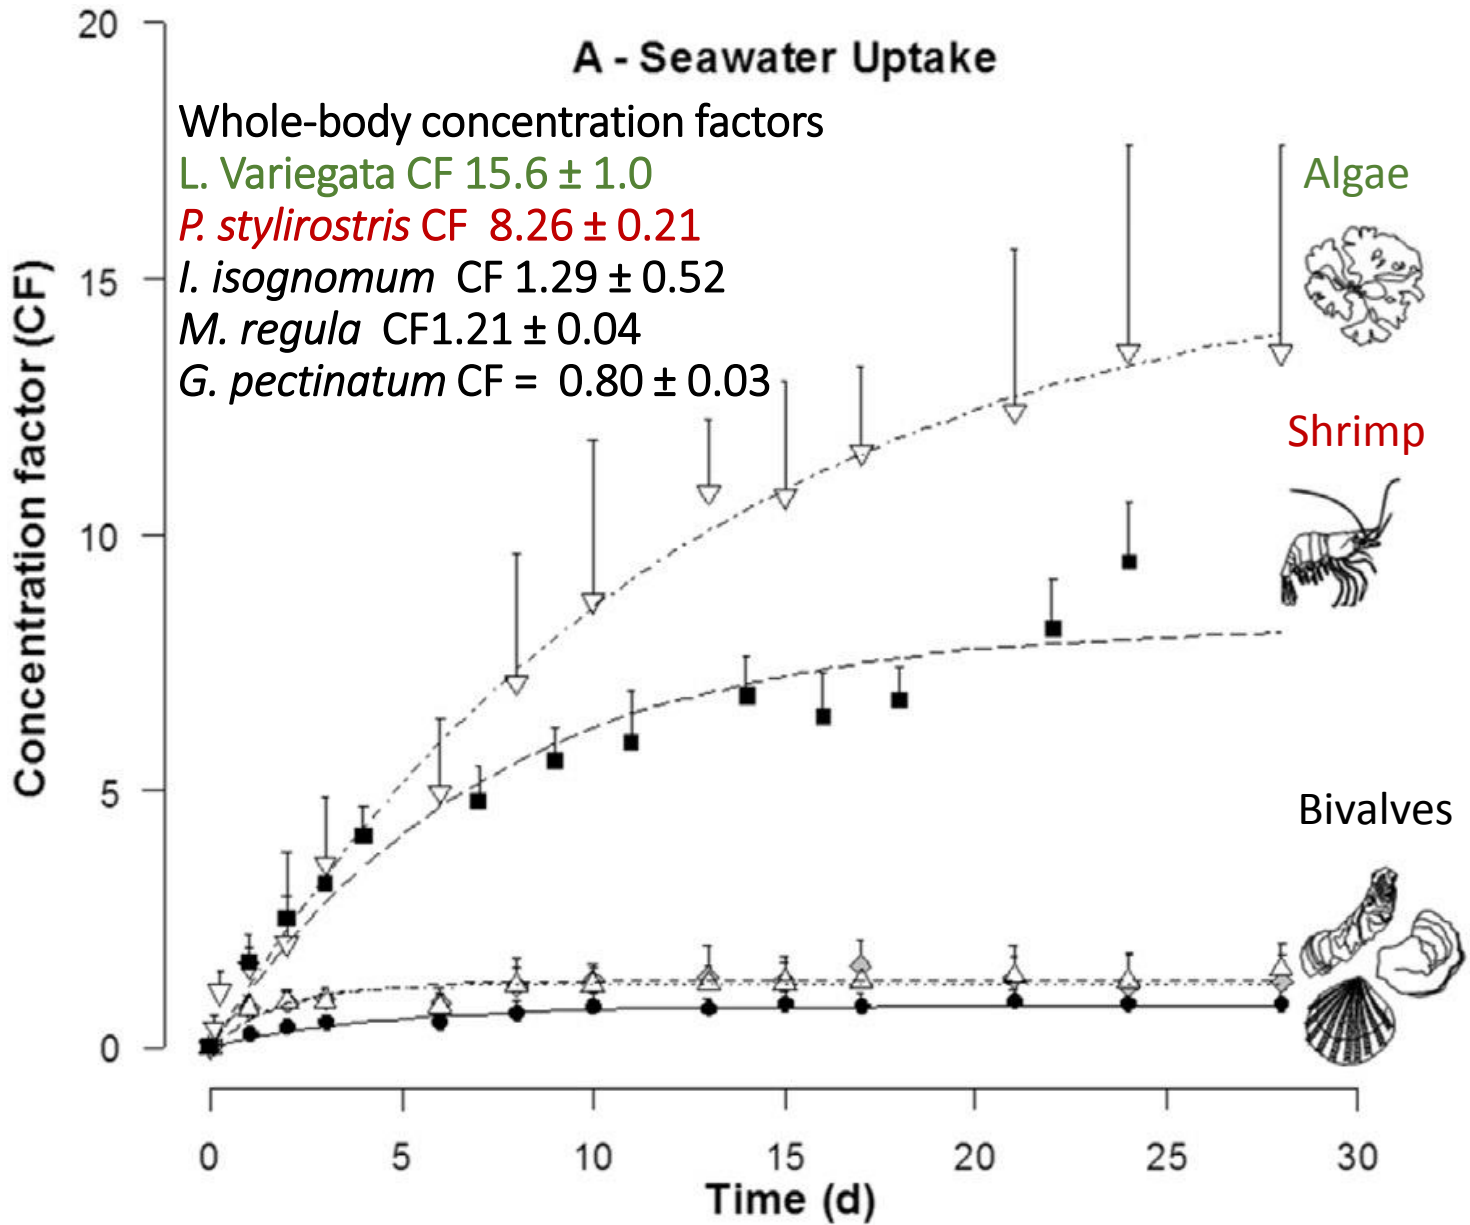 20
A - Seawater Uptake
Whole-body concentration factors
L. Variegata CF 15.6 ± 1.0
P. stylirostris CF 8.26 ± 0.21
I. isognomum CF 1.29 ± 0.52
M. regula CF1.21 ± 0.04
G. pectinatum CF = 0.80 ± 0.03
Algae
15
Concentration factor (CF)
Shrimp
10
5
Bivalves
0
0 5 10 15 20 25 30
Time (d)